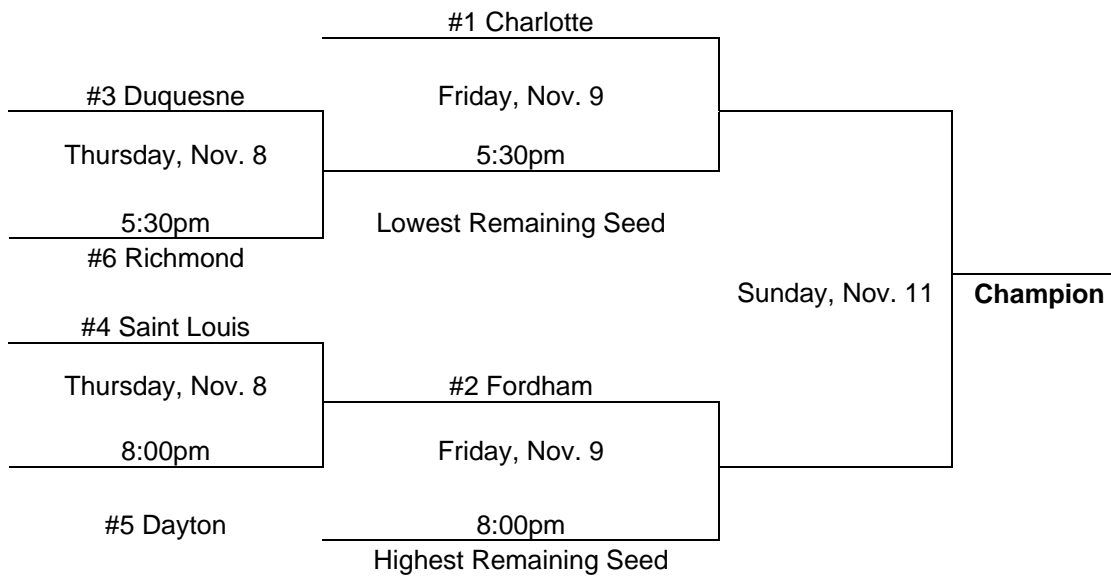 #1 Charlotte
#3 Duquesne
Friday, Nov. 9
Thursday, Nov. 8
5:30pm
5:30pm
Lowest Remaining Seed
#6 Richmond
Sunday, Nov. 11
Champion
#4 Saint Louis
Thursday, Nov. 8
#2 Fordham
8:00pm
Friday, Nov. 9
#5 Dayton
8:00pm
Highest Remaining Seed